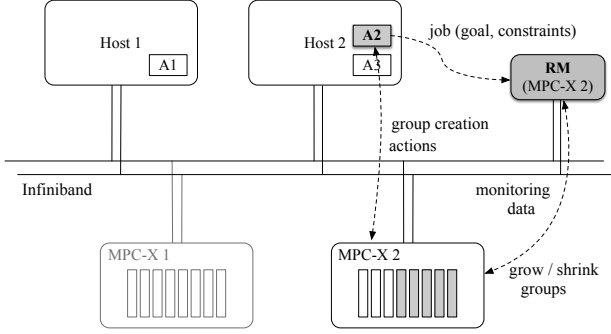 Host 1
A1
Host 2
A2
A3
job (goal, constraints)
RM
(MPC-X 2)
group creation
actions
Infiniband
monitoring
data
MPC-X 1
MPC-X 2
grow / shrink
groups